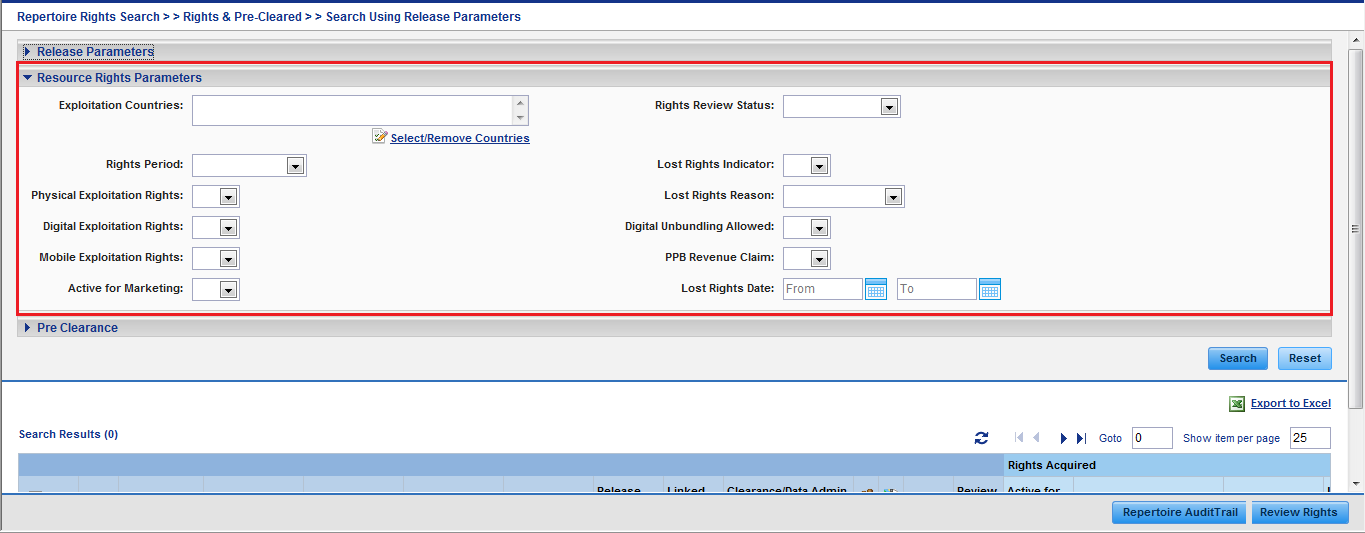 Repertoire Rights Search > > Rights & Pre-Cleared > > Search Using Release Parameters
Release Parameters
Resource Rights Parameters
Exploitation Countries: Rights Review Status:
Select/Remove Countries
Rights Period: Lost Rights Indicator:
Physical Exploitation Rights: Lost Rights Reason:
Digital Exploitation Rights: Digital Unbundling Allowed:
Mobile Exploitation Rights: PPB Revenue Claim:
Active for Marketing: Lost Rights Date: From To
Pre Clearance
Search Reset
Export to Excel
Search Results (0) Goto 0 Show item per page 25
Rights Acquired
Release Linked Clearance/Data Admin Review Active for
Repertoire AuditTrail Review Rights